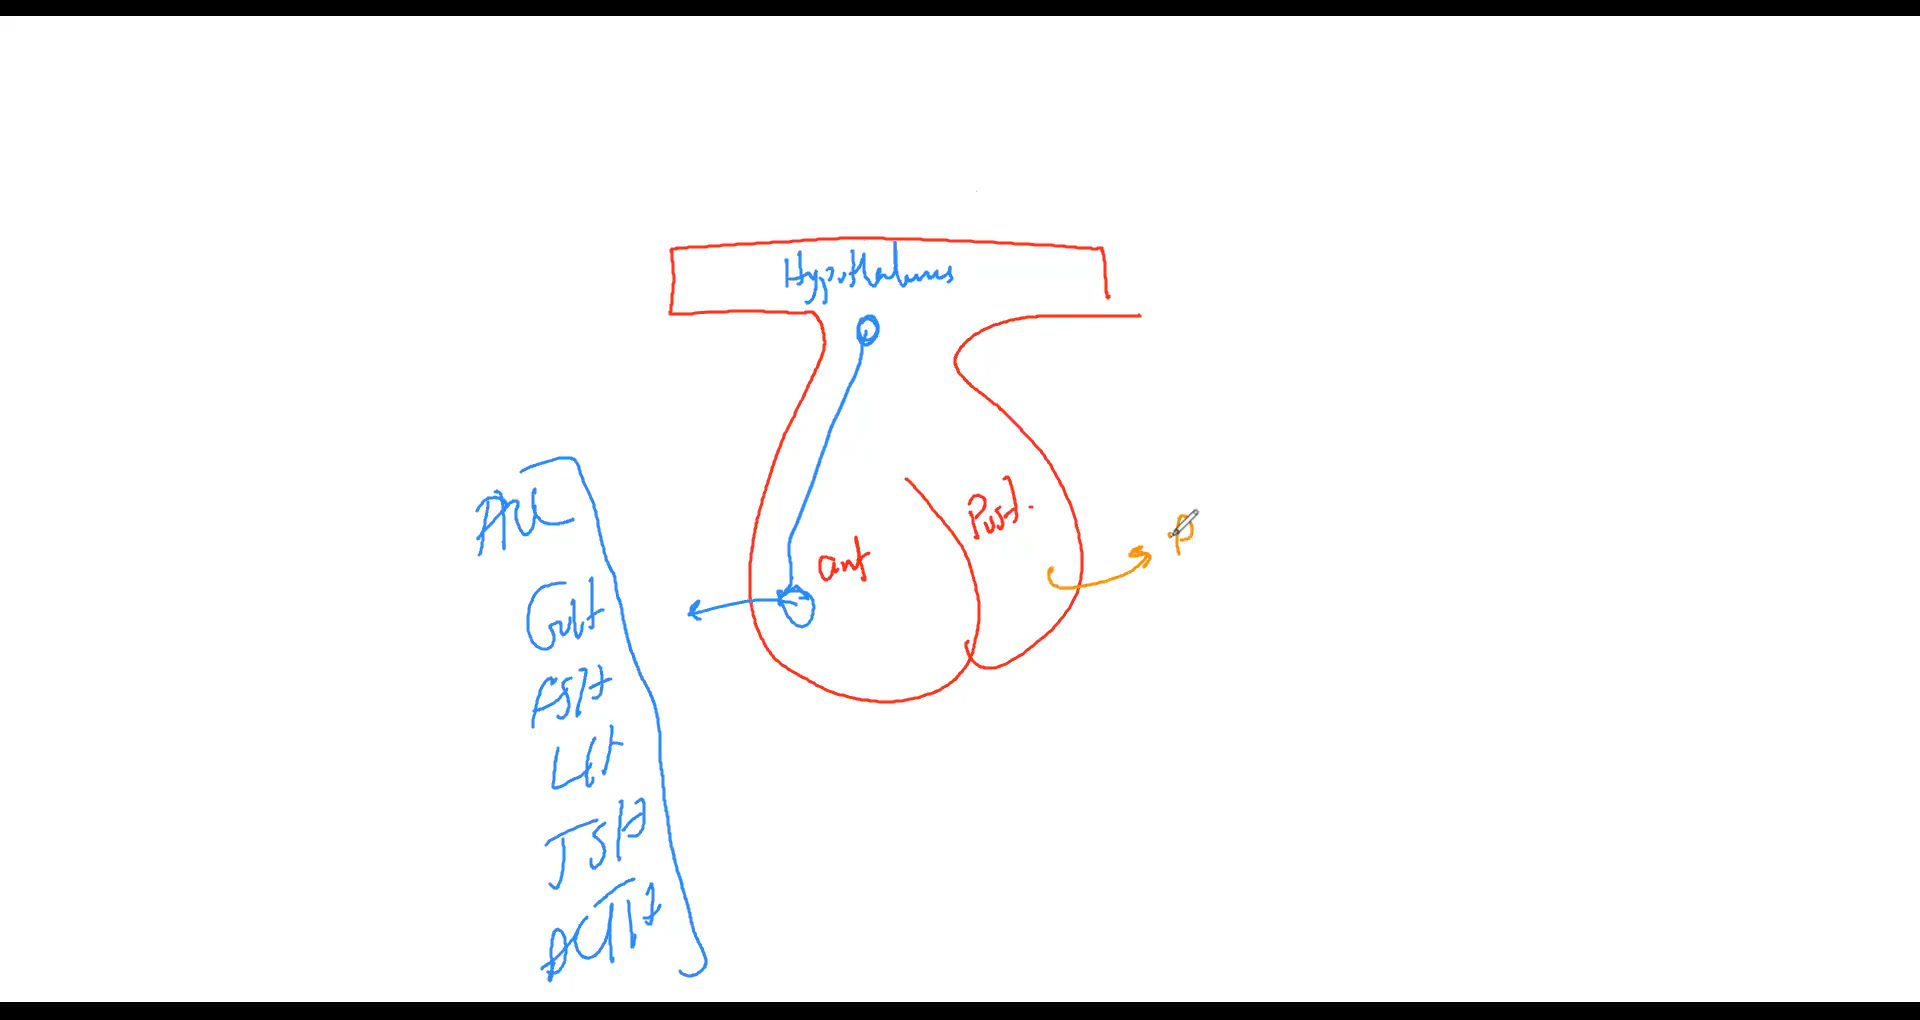 Hypothalamus
Post.
ant
PRL
GH
FSH
LH
TSH
ACTH